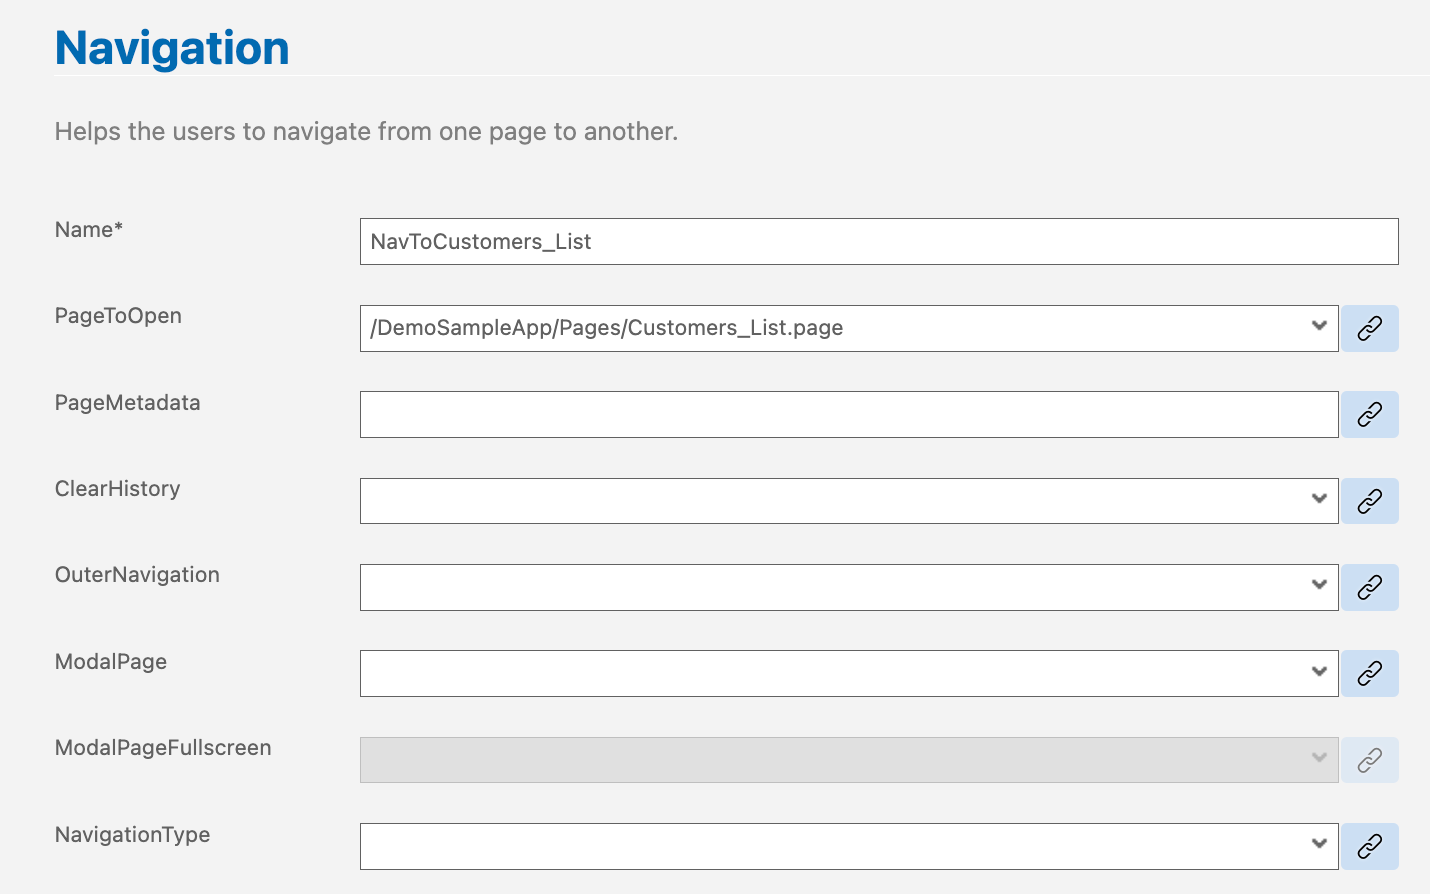 Navigation
Helps the users to navigate from one page to another.
Name*
NavToCustomers_List
PageToOpen
/DemoSampleApp/Pages/Customers_List.page
PageMetadata
ClearHistory
OuterNavigation
ModalPage
ModalPageFullscreen
NavigationType